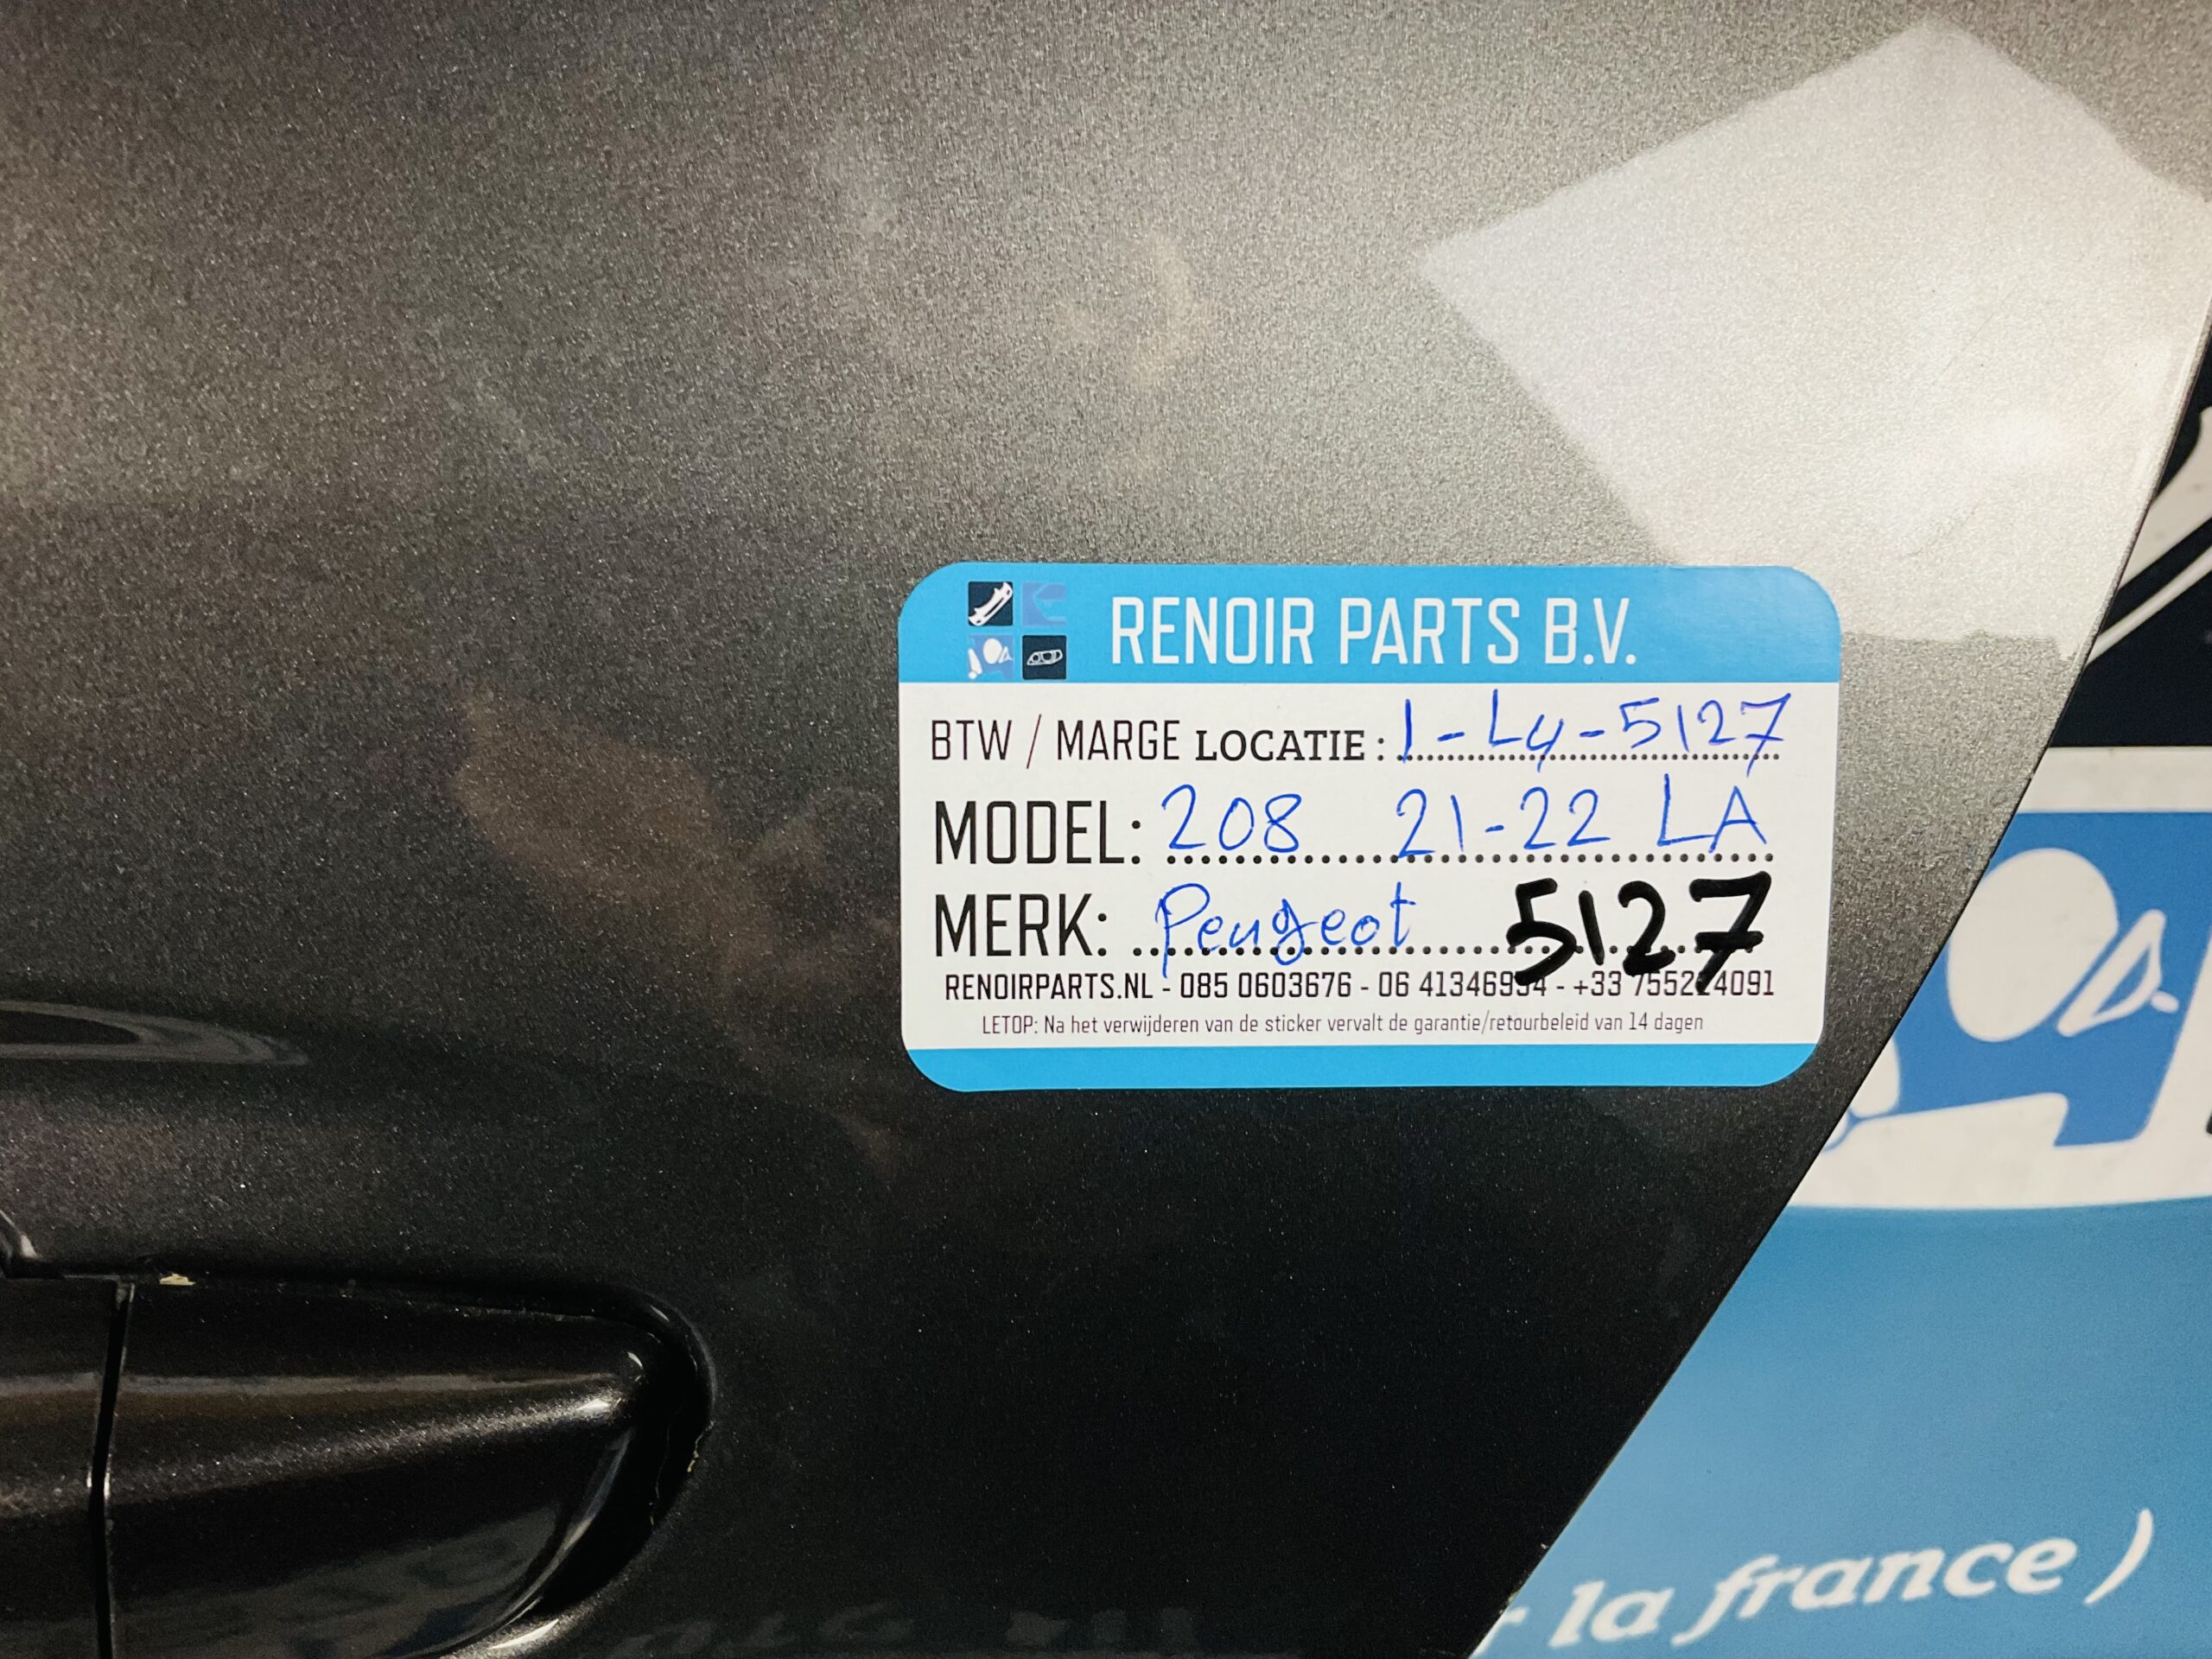 RENOIR PARTS B.V.
BTW / MARGE LOCATIE : 1-L4-5127
MODEL: 208 21-22 LA
MERK: Peugeot 5127
RENOIRPARTS.NL - 085 0603676 - 06 41346934 - +33 755224091
LETOP: Na het verwijderen van de sticker vervalt de garantie/retourbeleid van 14 dagen
la france )